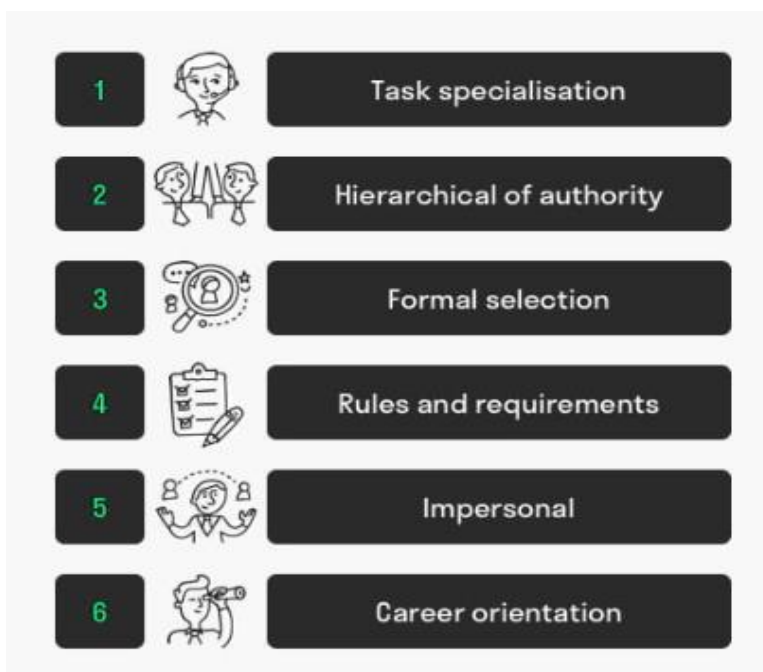 1 Task specialisation
2 Hierarchical of authority
3 Formal selection
4 Rules and requirements
5 Impersonal
6 Career orientation